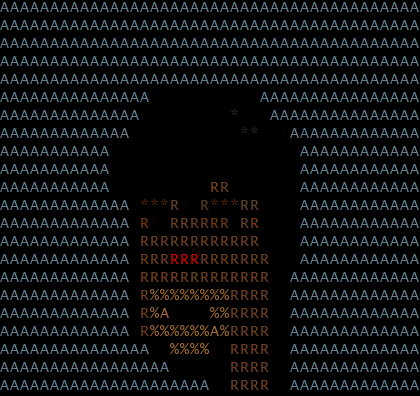 AAAAAAAAAAAAAAAAAAAAAAAAAAAAAAAAAAAAAAAAAA
AAAAAAAAAAAAAAAAAAAAAAAAAAAAAAAAAAAAAAAAAA
AAAAAAAAAAAAAAAAAAAAAAAAAAAAAAAAAAAAAAAAAA
AAAAAAAAAAAAAAAAAAAAAAAAAAAAAAAAAAAAAAAAAA
AAAAAAAAAAAAAAAAAAAAAAAAAAAAAAAAAAAAAAAAAA
AAAAAAAAAAAAAAA           AAAAAAAAAAAAAAAA
AAAAAAAAAAAAAA         *   AAAAAAAAAAAAAAA
AAAAAAAAAAAAA           **   AAAAAAAAAAAAA
AAAAAAAAAAA                   AAAAAAAAAAAA
AAAAAAAAAAA                   AAAAAAAAAAAA
AAAAAAAAAAA          RR       AAAAAAAAAAAA
AAAAAAAAAAAAA ***R  R***RR    AAAAAAAAAAAA
AAAAAAAAAAAAA R  RRRRRR RR    AAAAAAAAAAAA
AAAAAAAAAAAAA RRRRRRRRRRRR    AAAAAAAAAAAA
AAAAAAAAAAAAA RRRRRRRRRRRRR   AAAAAAAAAAAA
AAAAAAAAAAAAA RRRRRRRRRRRRR  AAAAAAAAAAAAA
AAAAAAAAAAAAA R%%%%%%%%RRRR  AAAAAAAAAAAAA
AAAAAAAAAAAAA R%A    %%RRRR  AAAAAAAAAAAAA
AAAAAAAAAAAAA R%%%%%%A%RRRR  AAAAAAAAAAAAA
AAAAAAAAAAAAAAA  %%%%  RRRR  AAAAAAAAAAAAA
AAAAAAAAAAAAAAAAA      RRRR  AAAAAAAAAAAAA
AAAAAAAAAAAAAAAAAAAAA  RRRR  AAAAAAAAAAAAA